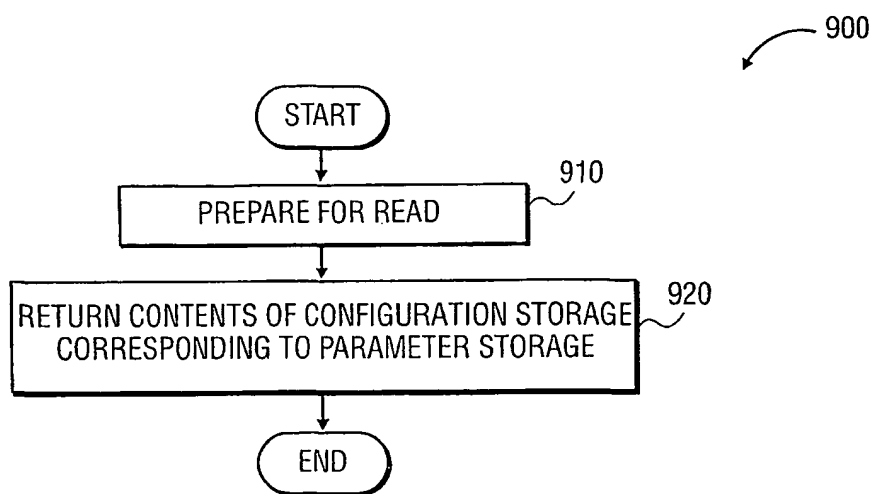 900
START
910
PREPARE FOR READ
920
RETURN CONTENTS OF CONFIGURATION STORAGE
CORRESPONDING TO PARAMETER STORAGE
END